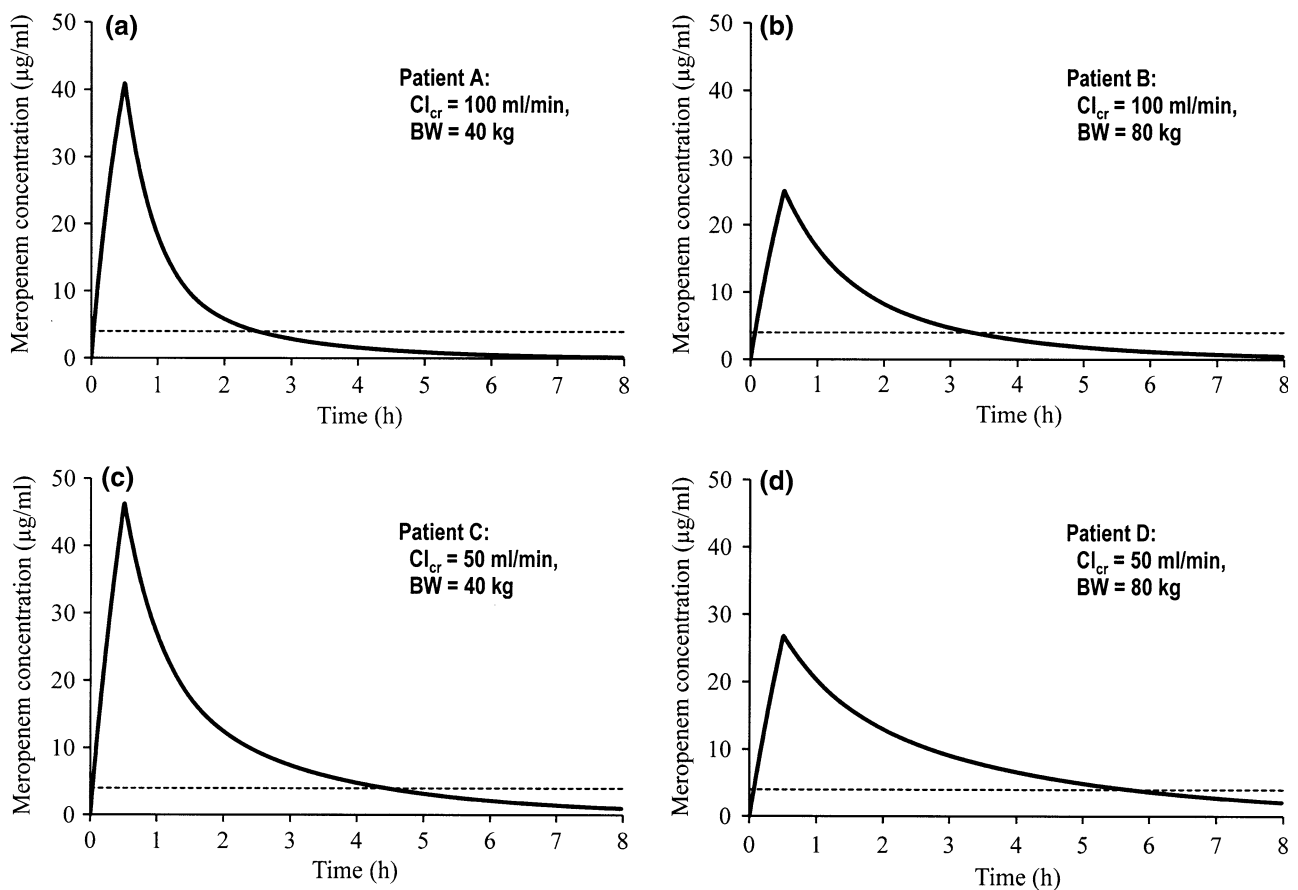 (a)
Meropenem concentration (µg/ml)
50
40
30
20
10
0
Patient A:
Cl_cr = 100 ml/min,
BW = 40 kg
0 1 2 3 4 5 6 7 8
Time (h)
(b)
Meropenem concentration (µg/ml)
50
40
30
20
10
0
Patient B:
Cl_cr = 100 ml/min,
BW = 80 kg
0 1 2 3 4 5 6 7 8
Time (h)
(c)
Meropenem concentration (µg/ml)
50
40
30
20
10
0
Patient C:
Cl_cr = 50 ml/min,
BW = 40 kg
0 1 2 3 4 5 6 7 8
Time (h)
(d)
Meropenem concentration (µg/ml)
50
40
30
20
10
0
Patient D:
Cl_cr = 50 ml/min,
BW = 80 kg
0 1 2 3 4 5 6 7 8
Time (h)